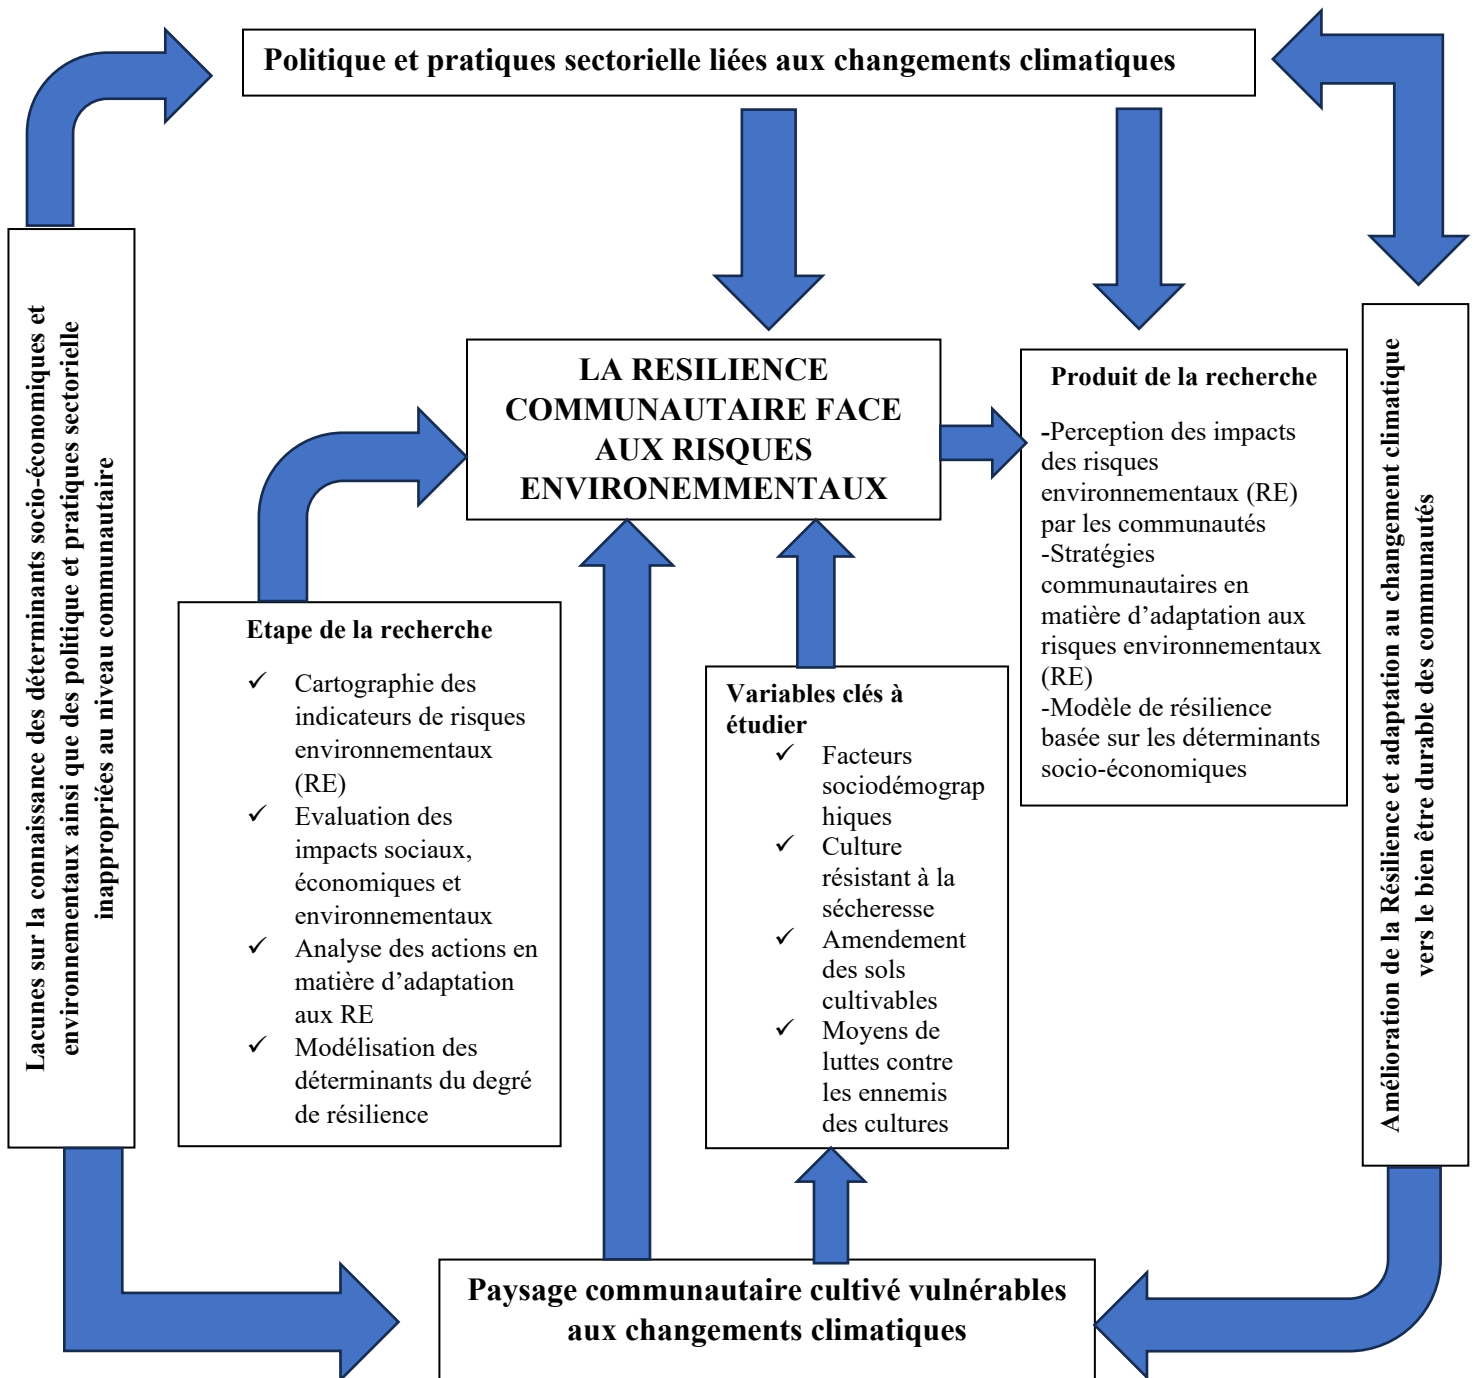 Politique et pratiques sectorielle liées aux changements climatiques
Lacunes sur la connaissance des déterminants socio-économiques et
environnementaux ainsi que des politique et pratiques sectorielle
inappropriées au niveau communautaire
LA RESILIENCE
COMMUNAUTAIRE FACE
AUX RISQUES
ENVIRONEMMENTAUX
Produit de la recherche
-Perception des impacts
des risques
environnementaux (RE)
par les communautés
-Stratégies
communautaires en
matière d’adaptation aux
risques environnementaux
(RE)
-Modèle de résilience
basée sur les déterminants
socio-économiques
Amélioration de la Résilience et adaptation au changement climatique
vers le bien être durable des communautés
Etape de la recherche
✓ Cartographie des
indicateurs de risques
environnementaux
(RE)
✓ Evaluation des
impacts sociaux,
économiques et
environnementaux
✓ Analyse des actions en
matière d’adaptation
aux RE
✓ Modélisation des
déterminants du degré
de résilience
Variables clés à
étudier
✓ Facteurs
sociodémograp
hiques
✓ Culture
résistant à la
sécheresse
✓ Amendement
des sols
cultivables
✓ Moyens de
luttes contre
les ennemis
des cultures
Paysage communautaire cultivé vulnérables
aux changements climatiques